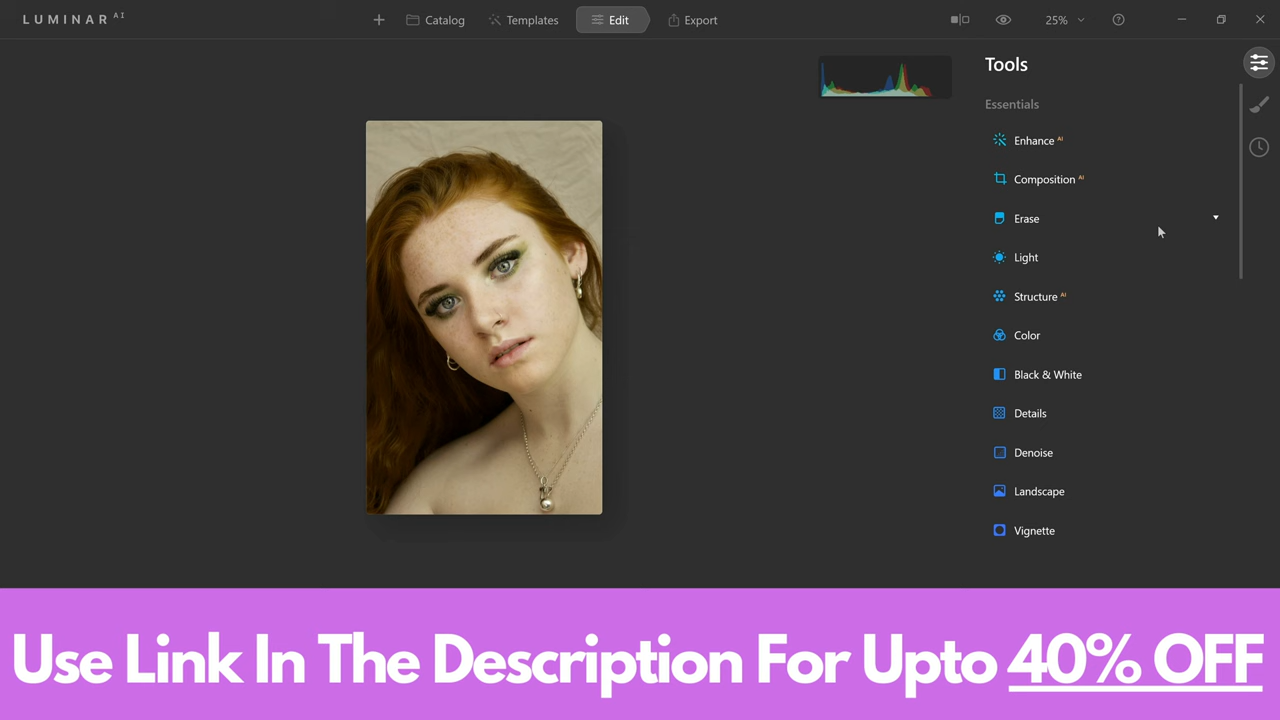 LUMINAR AI
Catalog
Templates
Edit
Export
25%
Tools
Essentials
Enhance AI
Composition AI
Erase
Light
Structure AI
Color
Black & White
Details
Denoise
Landscape
Vignette
Use Link In The Description For Upto 40% OFF